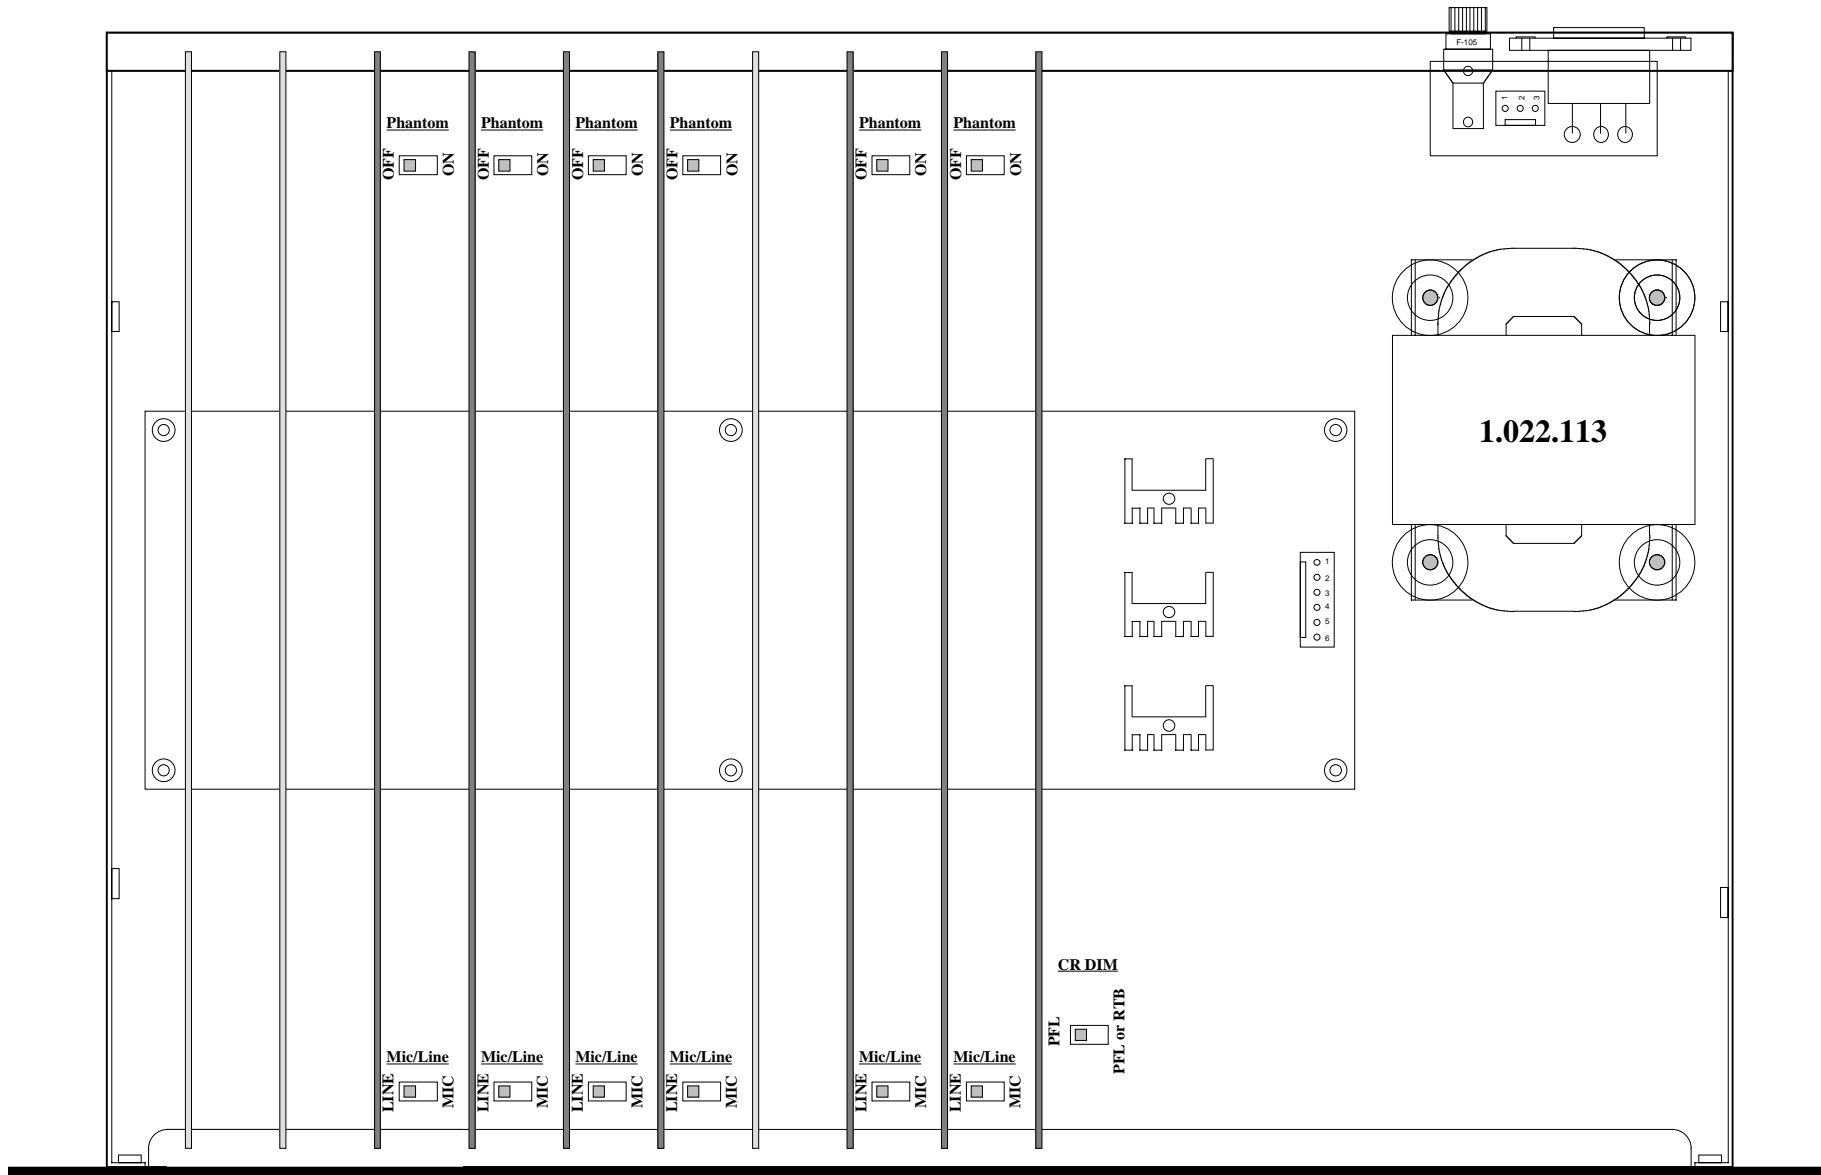 F-105
1 2 3
Phantom Phantom Phantom Phantom Phantom Phantom
OFF ON OFF ON OFF ON OFF ON OFF ON OFF ON
1.022.113
1
2
3
4
5
6
CR DIM
PFL PFL or RTB
Mic/Line Mic/Line Mic/Line Mic/Line Mic/Line Mic/Line
LINE MIC LINE MIC LINE MIC LINE MIC LINE MIC LINE MIC